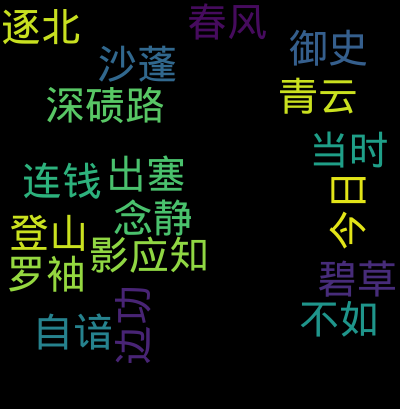 逐北
春风
御史
沙蓬
深碛路
青云
当时
连钱
出塞
今日
念静
登山
影应知
罗袖
碧草
边功
自谙
不如